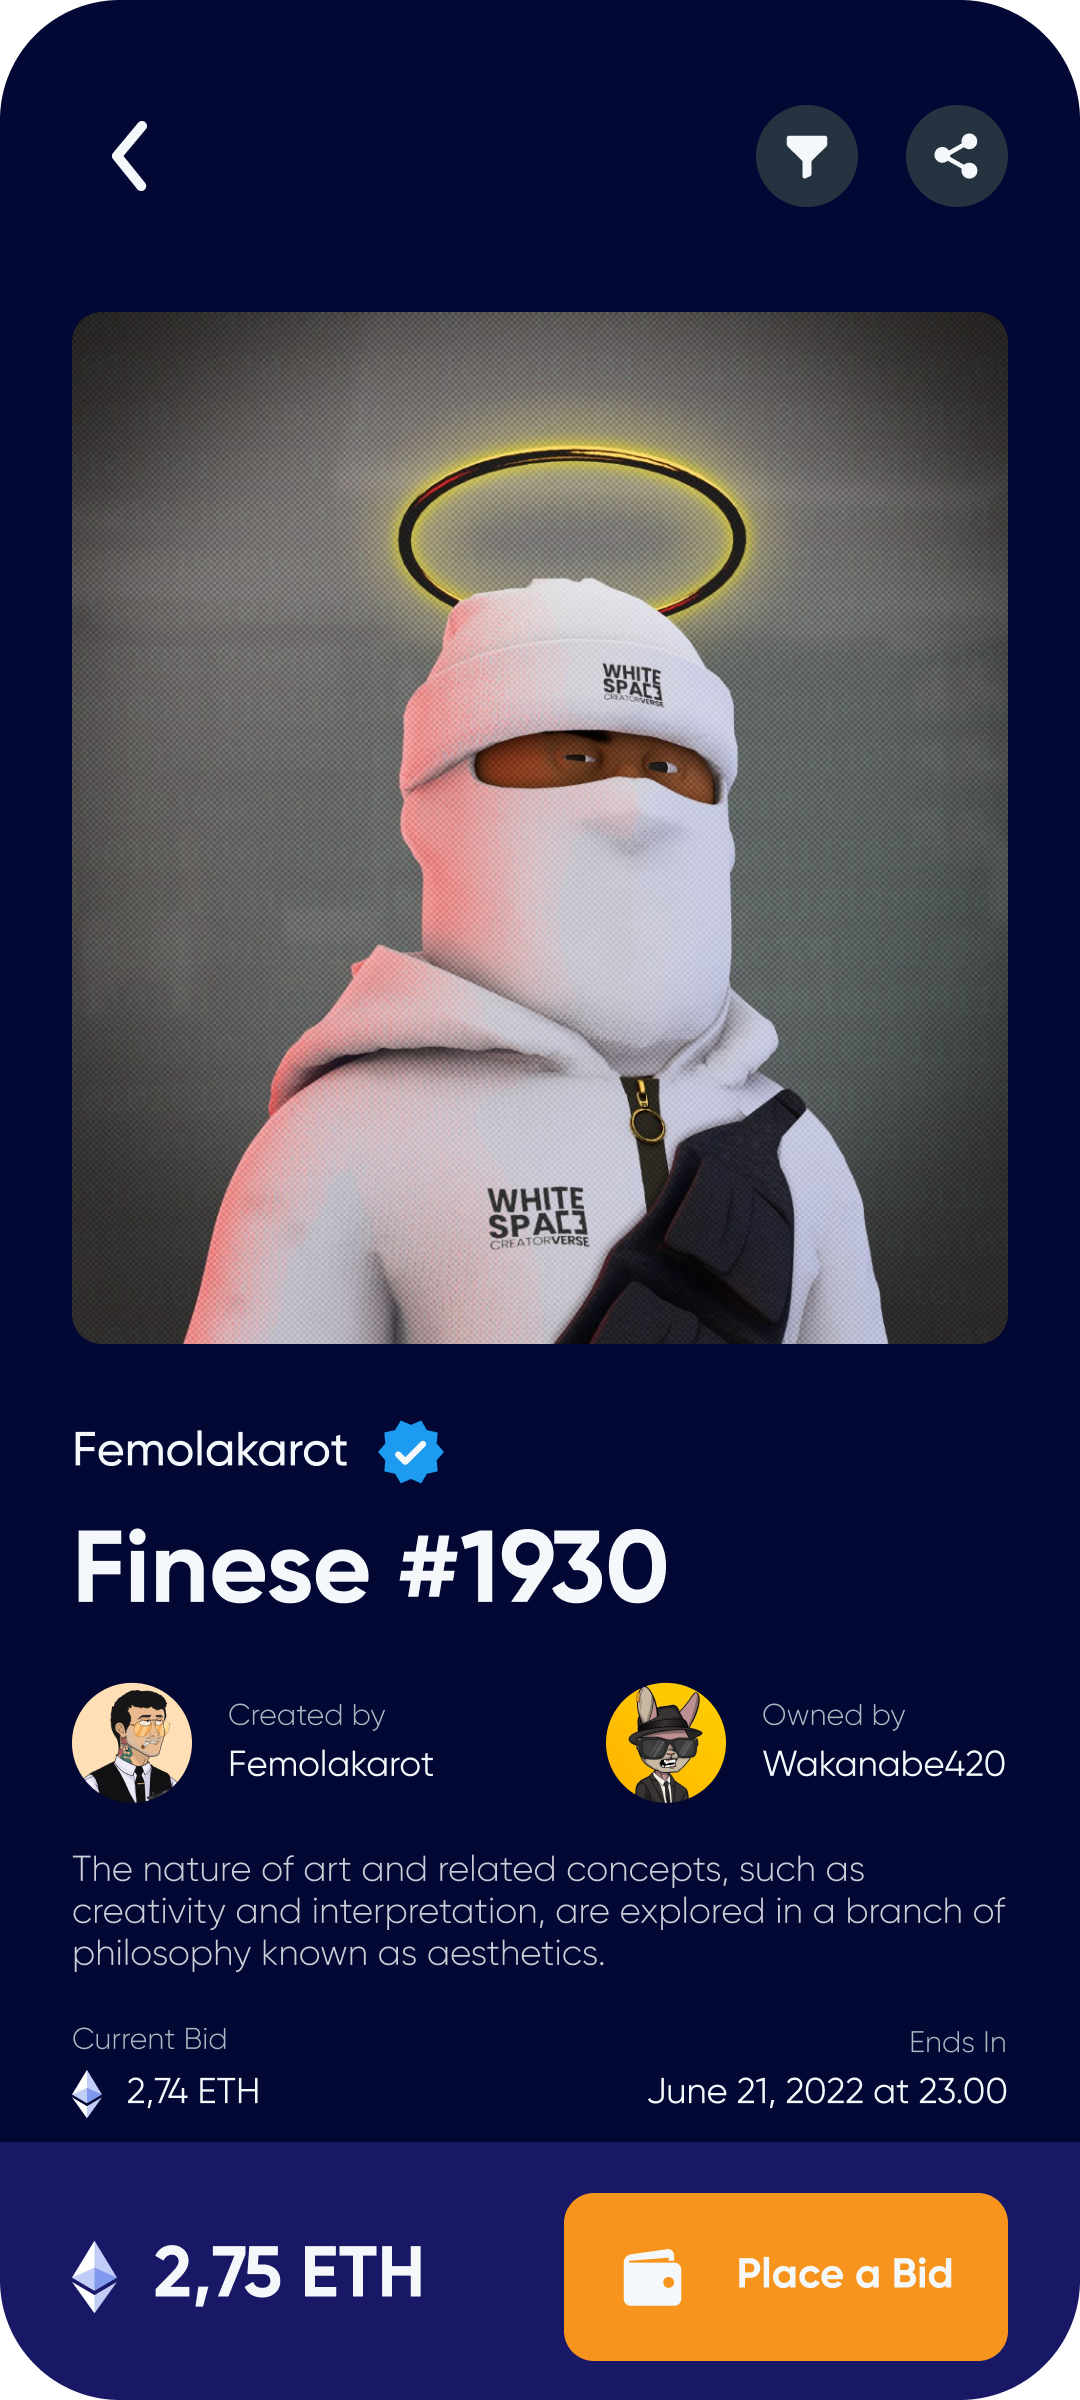 WHITE
SPACE
CREATORVERSE
WHITE
SPACE
CREATORVERSE
Femolakarot
Finese #1930
Created by
Femolakarot
Owned by
Wakanabe420
The nature of art and related concepts, such as
creativity and interpretation, are explored in a branch of
philosophy known as aesthetics.
Current Bid
2,74 ETH
Ends In
June 21, 2022 at 23.00
2,75 ETH
Place a Bid